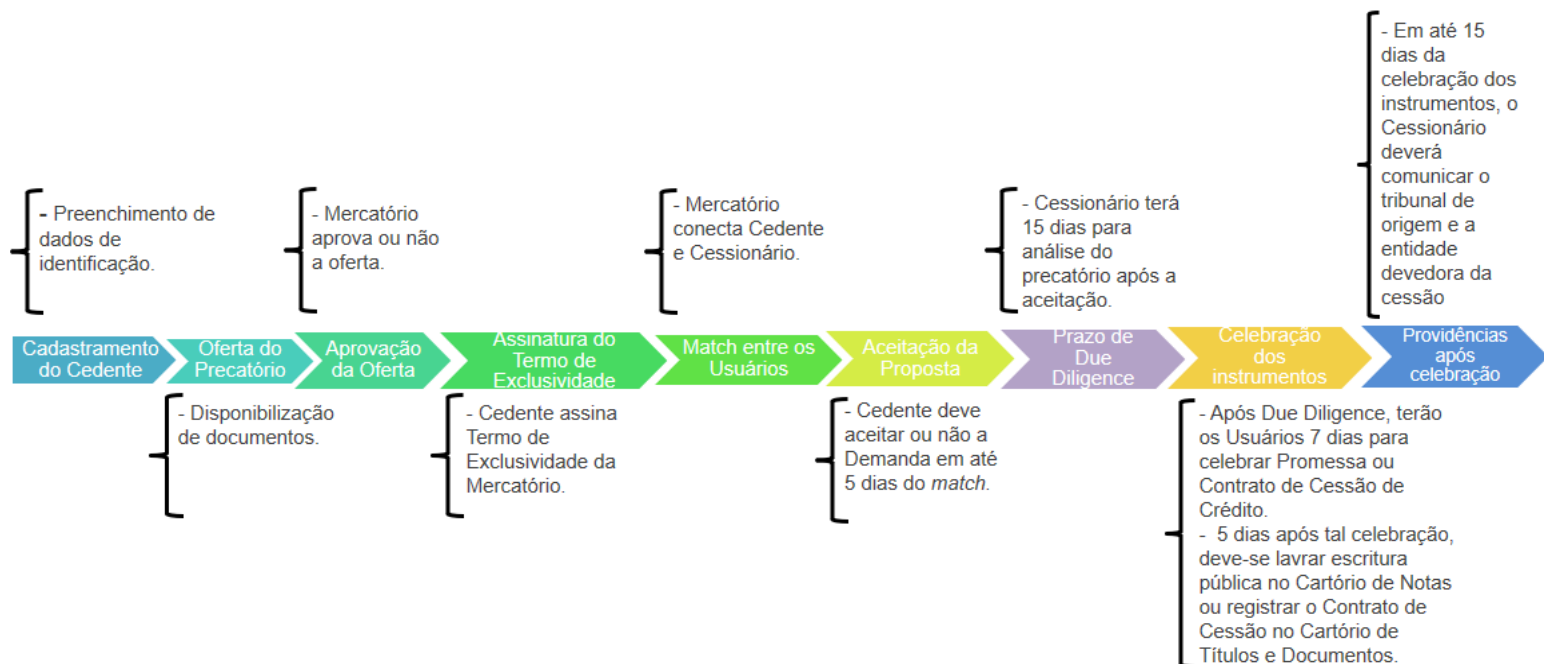 - Em até 15
dias da
celebração dos
instrumentos, o
Cessionário
deverá
comunicar o
tribunal de
origem e a
entidade
devedora da
cessão
- Preenchimento de
dados de
identificação.
- Mercatório
aprova ou não
a oferta.
- Mercatório
conecta Cedente
e Cessionário.
- Cessionário terá
15 dias para
análise do
precatório após a
aceitação.
Cadastramento
do Cedente
Oferta do
Precatório
Aprovação
da Oferta
Assinatura do
Termo de
Exclusividade
Match entre os
Usuários
Aceitação da
Proposta
Prazo de
Due
Diligence
Celebração
dos
instrumentos
Providências
após
celebração
- Disponibilização
de documentos.
- Cedente assina
Termo de
Exclusividade da
Mercatório.
- Cedente deve
aceitar ou não a
Demanda em até
5 dias do match.
- Após Due Diligence, terão
os Usuários 7 dias para
celebrar Promessa ou
Contrato de Cessão de
Crédito.
- 5 dias após tal celebração,
deve-se lavrar escritura
pública no Cartório de Notas
ou registrar o Contrato de
Cessão no Cartório de
Títulos e Documentos.